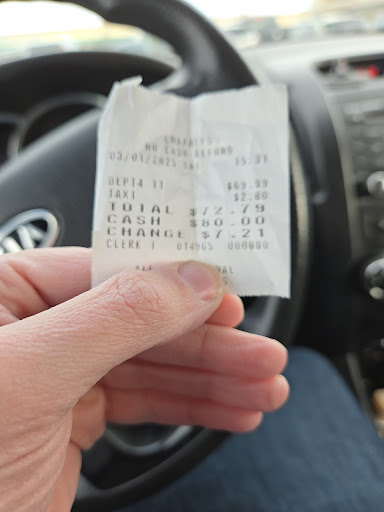 NO CASH REFUND
03/01/2025 SAT 15:31
DEPT4 11 $69.99
TAX1 $2.80
TOTAL $72.79
CASH $80.00
CHANGE $7.21
CLERK 1 014965 000000